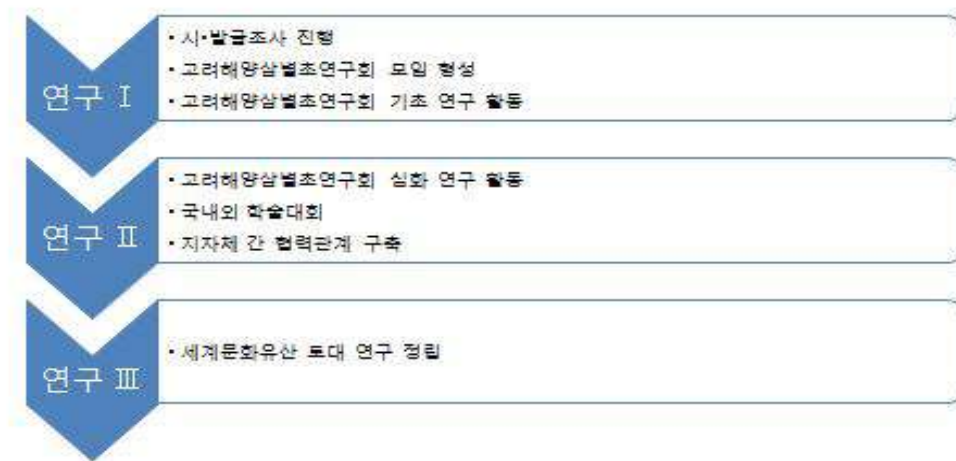 연구 Ⅰ
• 시•발굴조사 진행
• 고려해양삼별초연구회 모임 형성
• 고려해양삼별초연구회 기초 연구 활동
연구 Ⅱ
• 고려해양삼별초연구회 심화 연구 활동
• 국내외 학술대회
• 지자체 간 협력관계 구축
연구 Ⅲ
• 세계문화유산 토대 연구 정립